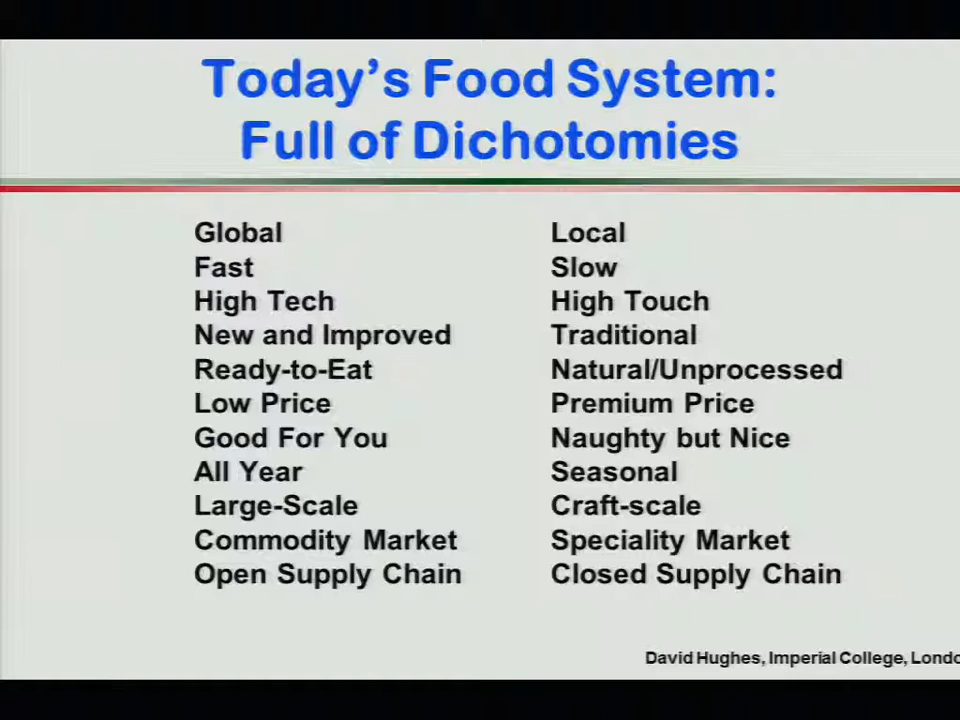 Today's Food System:
Full of Dichotomies
Global Local
Fast Slow
High Tech High Touch
New and Improved Traditional
Ready-to-Eat Natural/Unprocessed
Low Price Premium Price
Good For You Naughty but Nice
All Year Seasonal
Large-Scale Craft-scale
Commodity Market Speciality Market
Open Supply Chain Closed Supply Chain
David Hughes, Imperial College, Londo